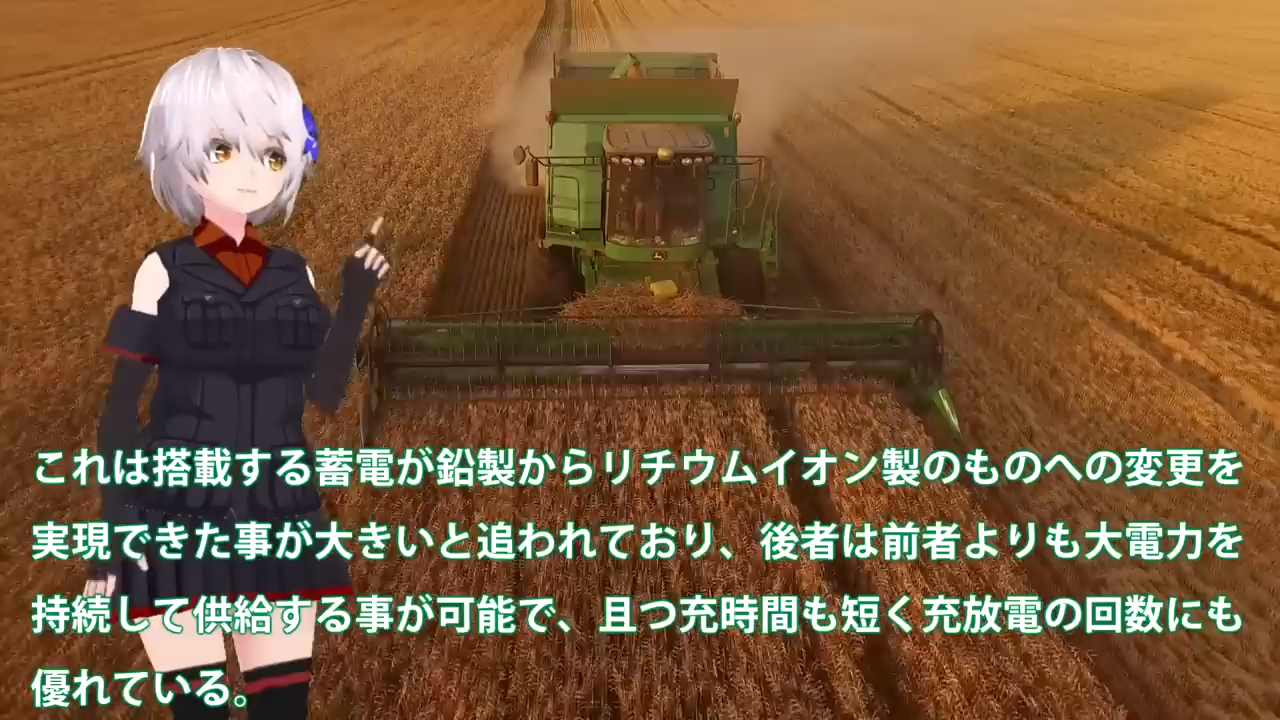 これは搭載する蓄電が鉛製からリチウムイオン製のものへの変更を
実現できた事が大きいと追われており、後者は前者よりも大電力を
持続して供給する事が可能で、且つ充時間も短く充放電の回数にも
優れている。